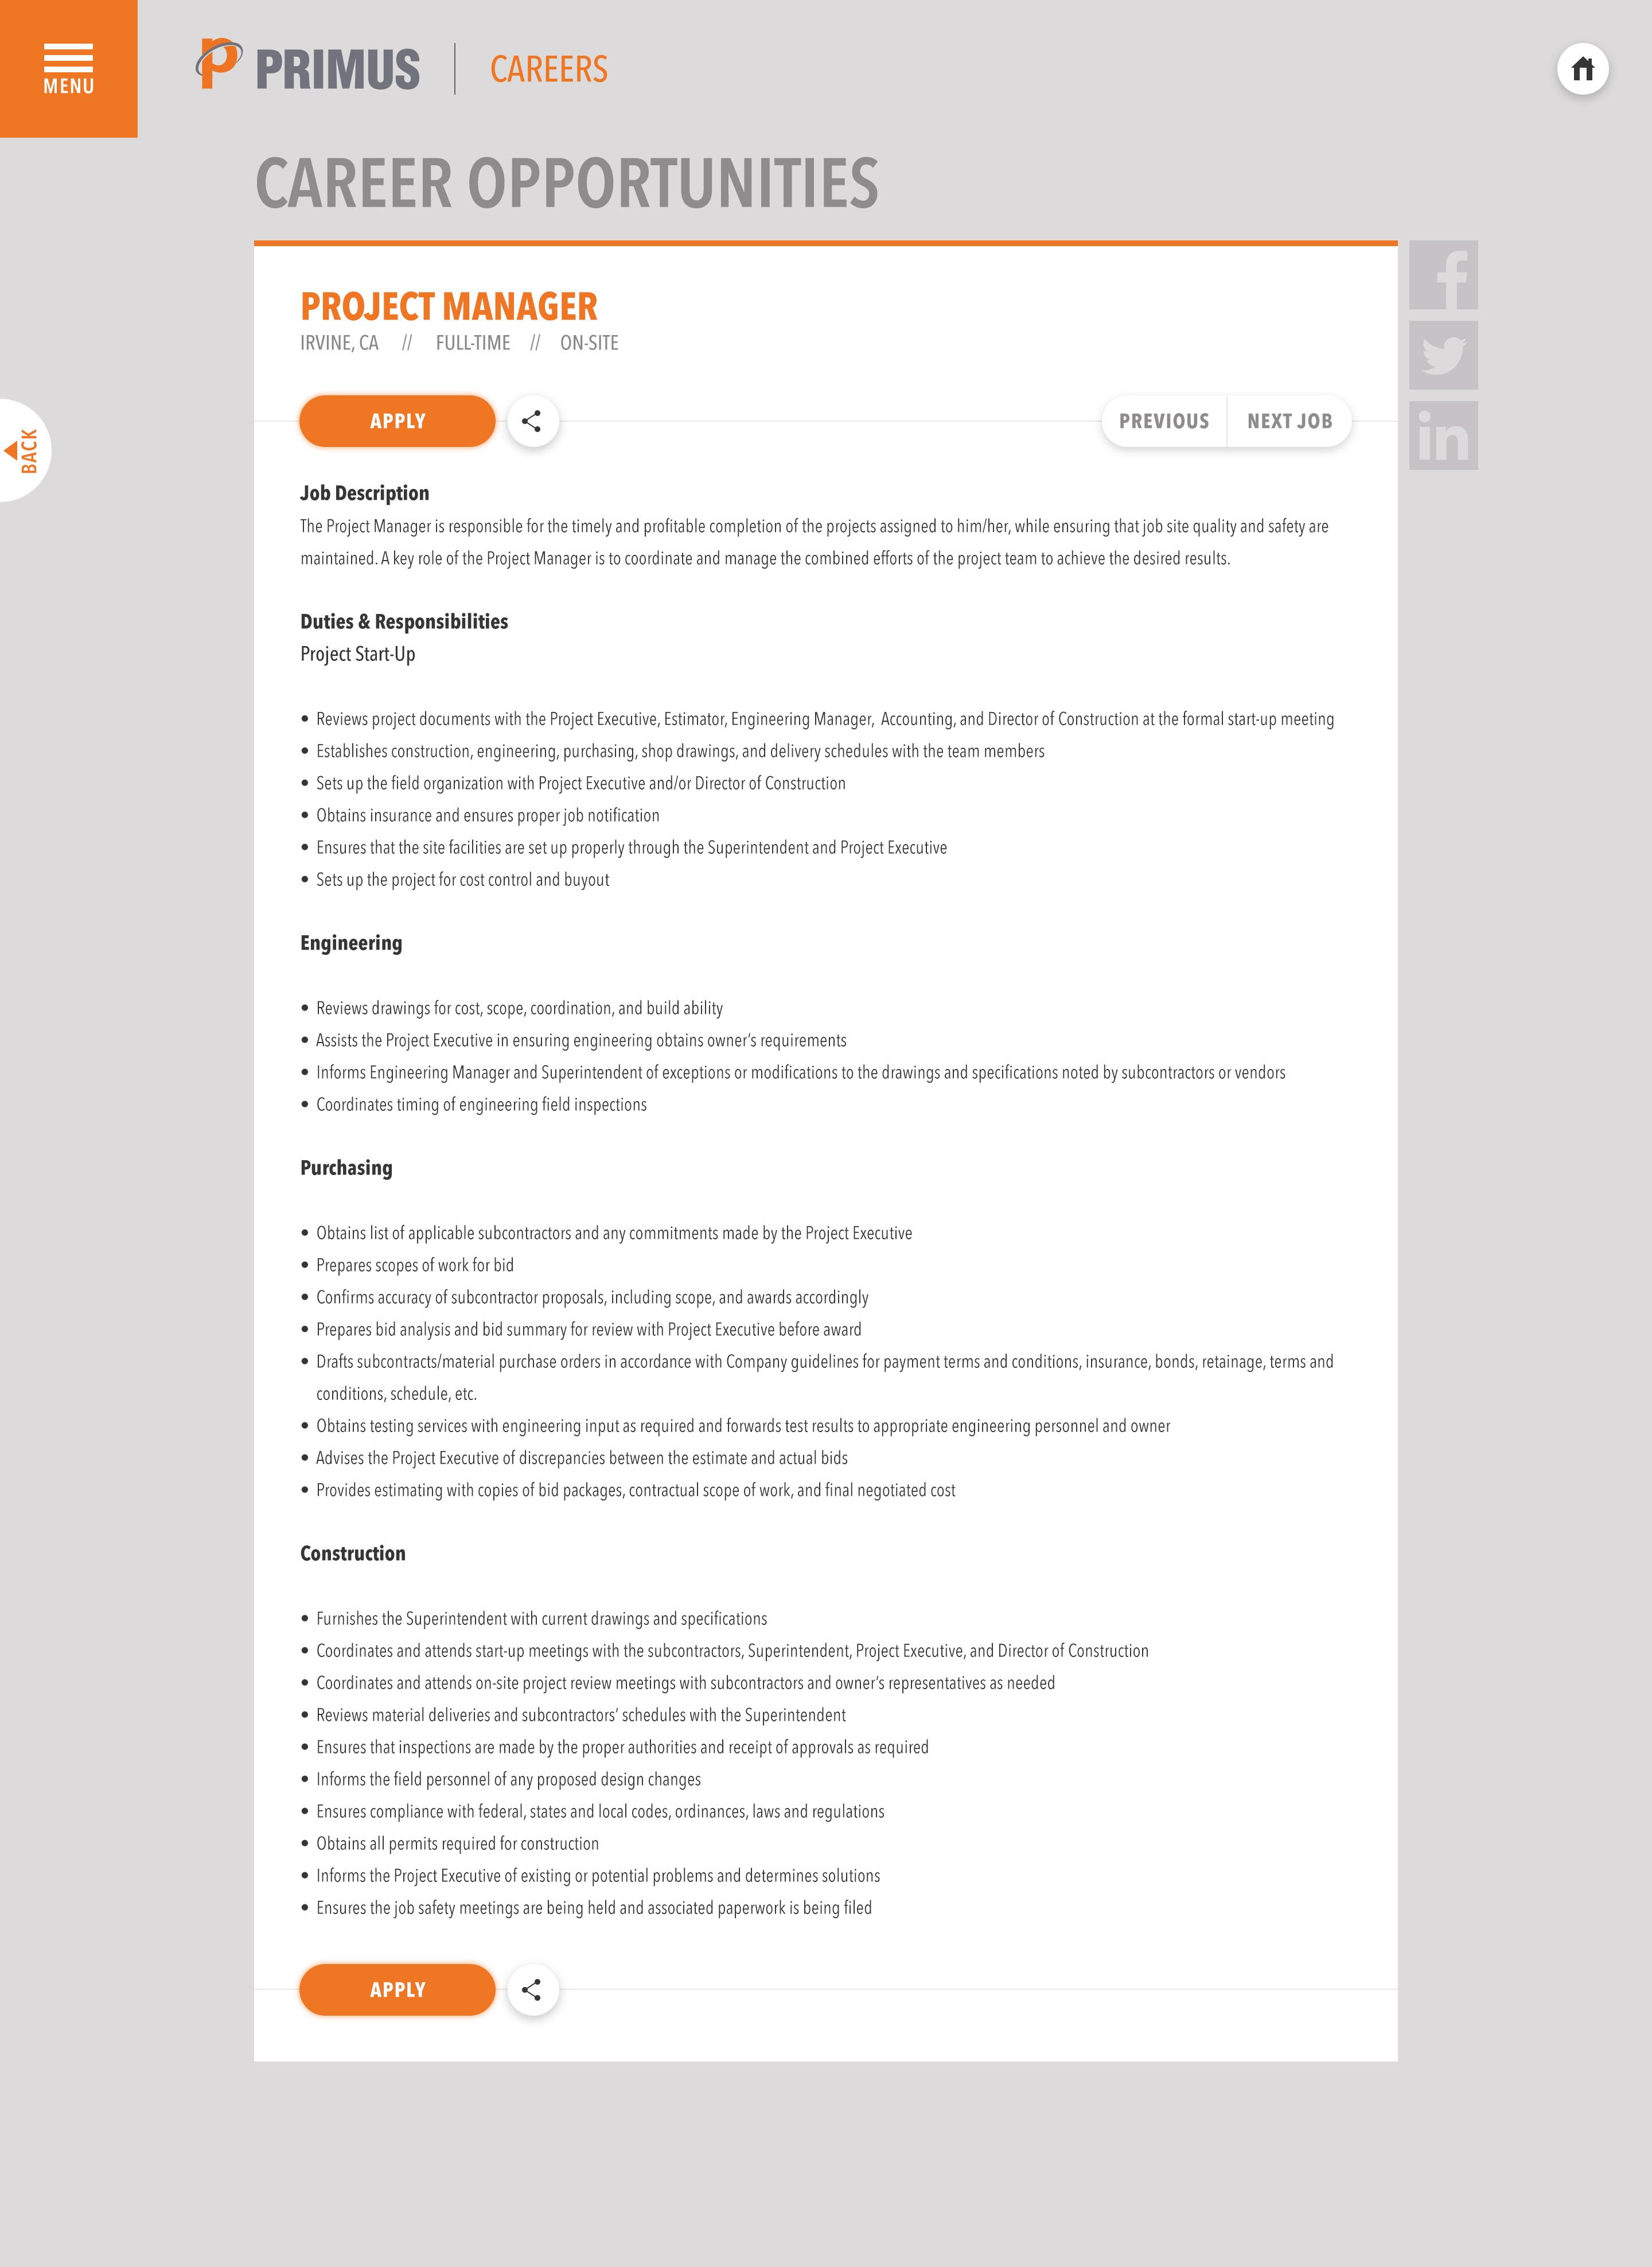 MENU
PRIMUS
CAREERS
CAREER OPPORTUNITIES
PROJECT MANAGER
IRVINE, CA // FULL-TIME // ON-SITE
APPLY
PREVIOUS
NEXT JOB
BACK
Job Description
The Project Manager is responsible for the timely and profitable completion of the projects assigned to him/her, while ensuring that job site quality and safety are
maintained. A key role of the Project Manager is to coordinate and manage the combined efforts of the project team to achieve the desired results.
Duties & Responsibilities
Project Start-Up
• Reviews project documents with the Project Executive, Estimator, Engineering Manager, Accounting, and Director of Construction at the formal start-up meeting
• Establishes construction, engineering, purchasing, shop drawings, and delivery schedules with the team members
• Sets up the field organization with Project Executive and/or Director of Construction
• Obtains insurance and ensures proper job notification
• Ensures that the site facilities are set up properly through the Superintendent and Project Executive
• Sets up the project for cost control and buyout
Engineering
• Reviews drawings for cost, scope, coordination, and build ability
• Assists the Project Executive in ensuring engineering obtains owner’s requirements
• Informs Engineering Manager and Superintendent of exceptions or modifications to the drawings and specifications noted by subcontractors or vendors
• Coordinates timing of engineering field inspections
Purchasing
• Obtains list of applicable subcontractors and any commitments made by the Project Executive
• Prepares scopes of work for bid
• Confirms accuracy of subcontractor proposals, including scope, and awards accordingly
• Prepares bid analysis and bid summary for review with Project Executive before award
• Drafts subcontracts/material purchase orders in accordance with Company guidelines for payment terms and conditions, insurance, bonds, retainage, terms and
conditions, schedule, etc.
• Obtains testing services with engineering input as required and forwards test results to appropriate engineering personnel and owner
• Advises the Project Executive of discrepancies between the estimate and actual bids
• Provides estimating with copies of bid packages, contractual scope of work, and final negotiated cost
Construction
• Furnishes the Superintendent with current drawings and specifications
• Coordinates and attends start-up meetings with the subcontractors, Superintendent, Project Executive, and Director of Construction
• Coordinates and attends on-site project review meetings with subcontractors and owner’s representatives as needed
• Reviews material deliveries and subcontractors’ schedules with the Superintendent
• Ensures that inspections are made by the proper authorities and receipt of approvals as required
• Informs the field personnel of any proposed design changes
• Ensures compliance with federal, states and local codes, ordinances, laws and regulations
• Obtains all permits required for construction
• Informs the Project Executive of existing or potential problems and determines solutions
• Ensures the job safety meetings are being held and associated paperwork is being filed
APPLY